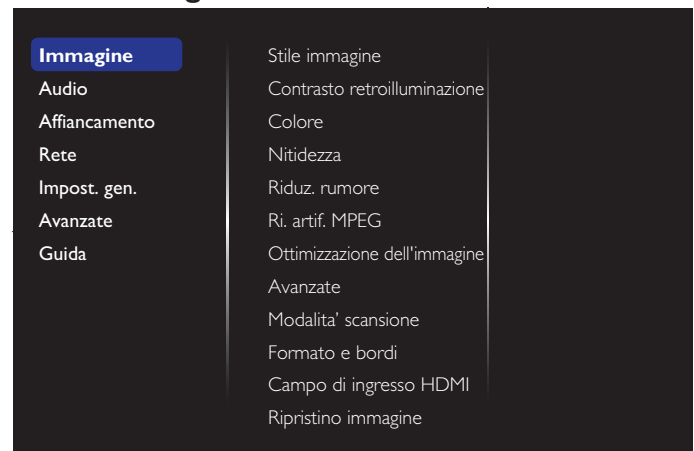 Immagine
Audio
Affiancamento
Rete
Impost. gen.
Avanzate
Guida
Stile immagine
Contrasto retroilluminazione
Colore
Nitidezza
Riduz. rumore
Ri. artif. MPEG
Ottimizzazione dell'immagine
Avanzate
Modalita' scansione
Formato e bordi
Campo di ingresso HDMI
Ripristino immagine